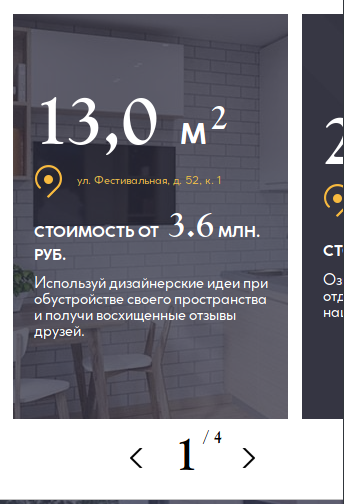 13,0 м²
ул. Фестивальная, д. 52, к. 1
СТОИМОСТЬ ОТ 3.6 МЛН.
РУБ.
Используй дизайнерские идеи при
обустройстве своего пространства
и получи восхищенные отзывы
друзей.
2
СТ
Оз
отд
наш
1 / 4